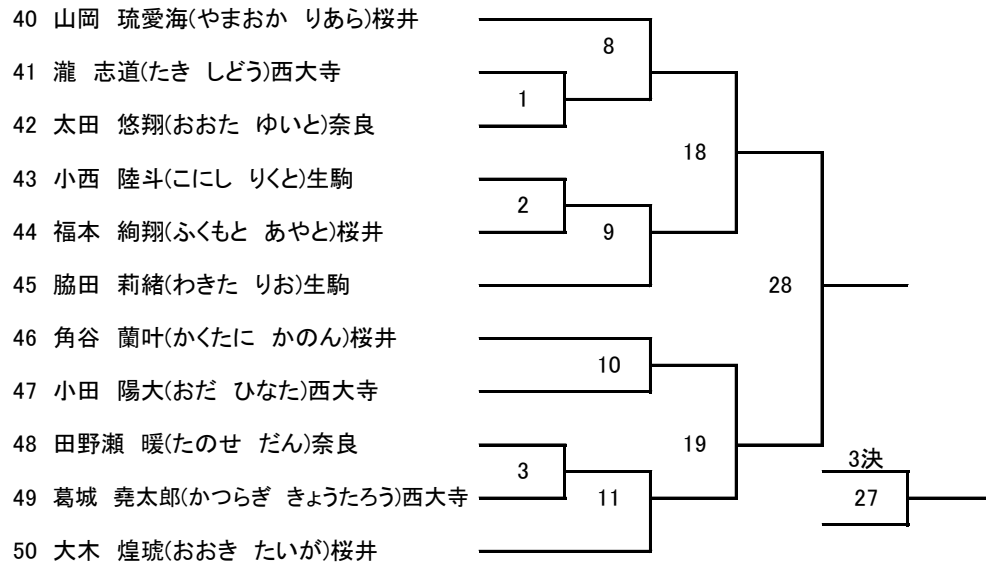 40 山岡 琉愛海(やまおか りあら)桜井
8
41 瀧 志道(たき しどう)西大寺
1
42 太田 悠翔(おおた ゆいと)奈良
18
43 小西 陸斗(こにし りくと)生駒
2
44 福本 絢翔(ふくもと あやと)桜井
9
45 脇田 莉緒(わきた りお)生駒
28
46 角谷 蘭叶(かくたに かのん)桜井
10
47 小田 陽大(おだ ひなた)西大寺
48 田野瀬 暖(たのせ だん)奈良
19
3決
3
49 葛城 堯太郎(かつらぎ きょうたろう)西大寺
11
27
50 大木 煌琥(おおき たいが)桜井